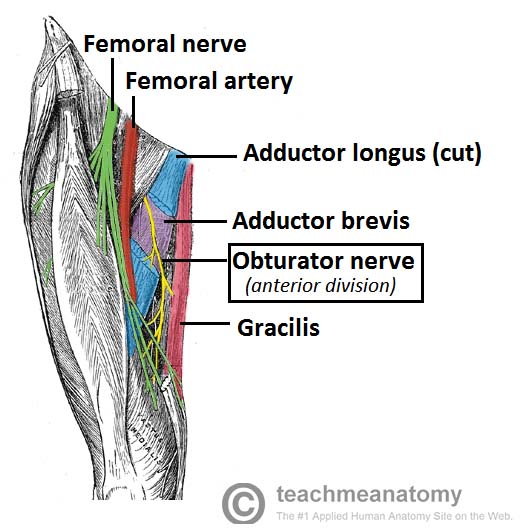 Femoral nerve
Femoral artery
Adductor longus (cut)
Adductor brevis
Obturator nerve
(anterior division)
Gracilis
© teachmeanatomy
The #1 Applied Human Anatomy Site on the Web.